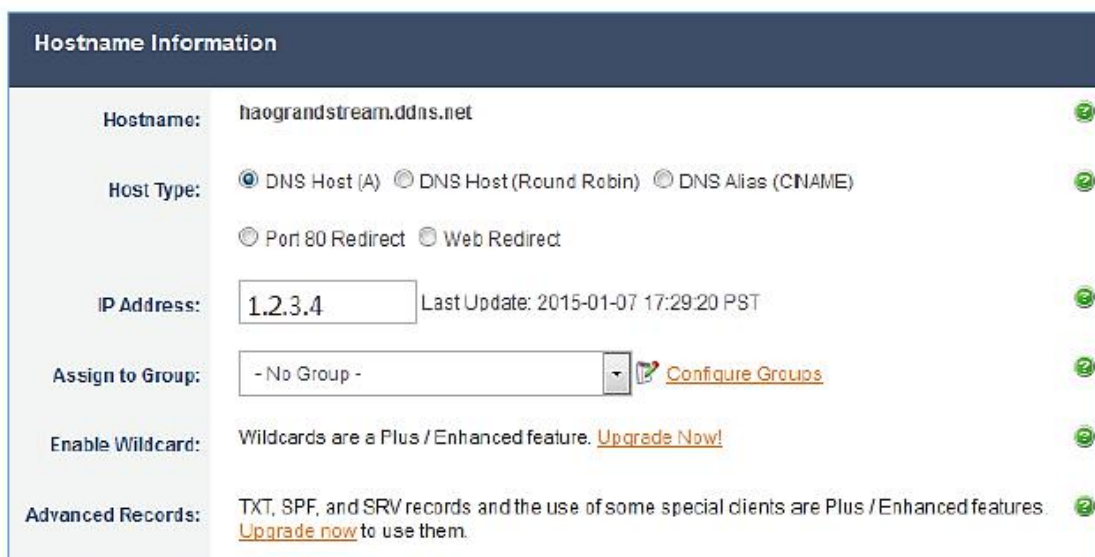 Hostname Information
Hostname: haograndstream.ddns.net
Host Type: DNS Host (A) DNS Host (Round Robin) DNS Alias (CNAME)
Port 80 Redirect Web Redirect
IP Address: 1.2.3.4 Last Update: 2015-01-07 17:29:20 PST
Assign to Group: - No Group - Configure Groups
Enable Wildcard: Wildcards are a Plus / Enhanced feature. Upgrade Now!
Advanced Records: TXT, SPF, and SRV records and the use of some special clients are Plus / Enhanced features.
Upgrade now to use them.